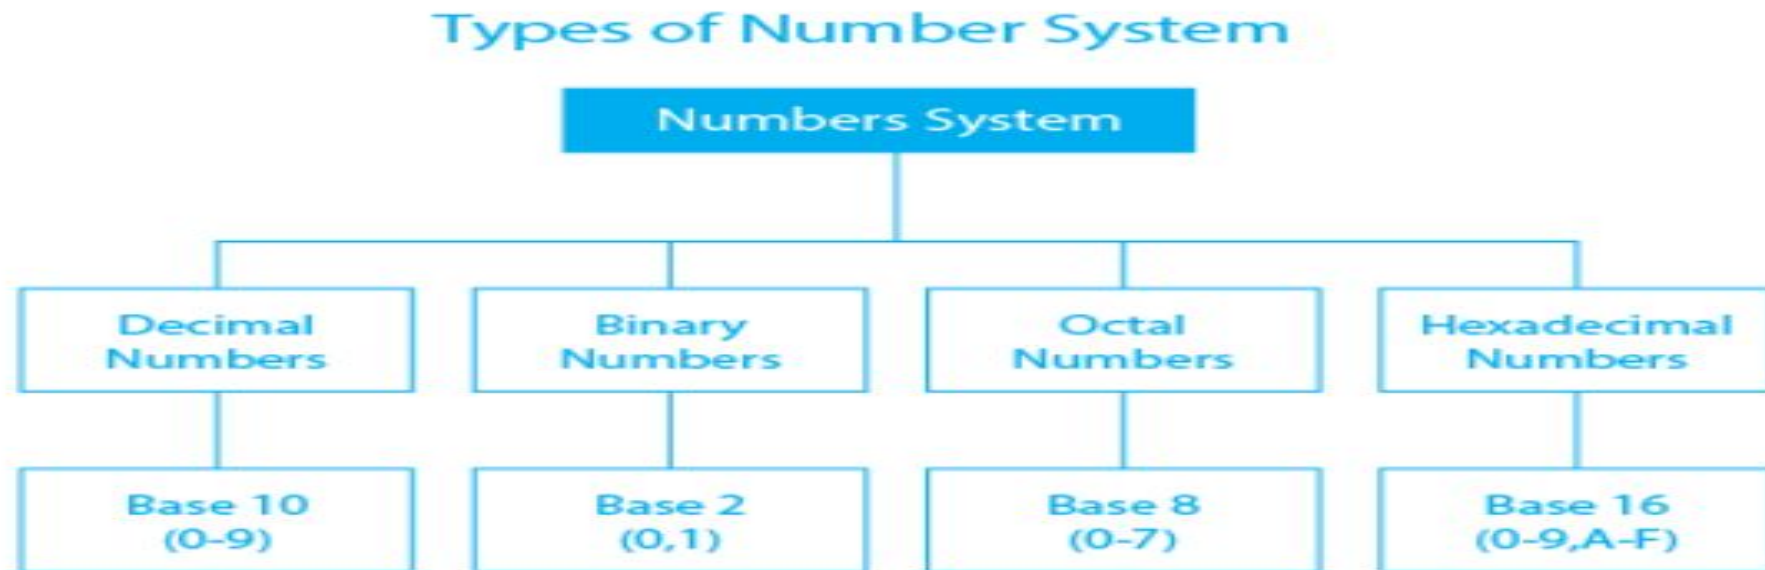 Types of Number System
Numbers System
Decimal
Numbers
Binary
Numbers
Octal
Numbers
Hexadecimal
Numbers
Base 10
(0-9)
Base 2
(0,1)
Base 8
(0-7)
Base 16
(0-9,A-F)